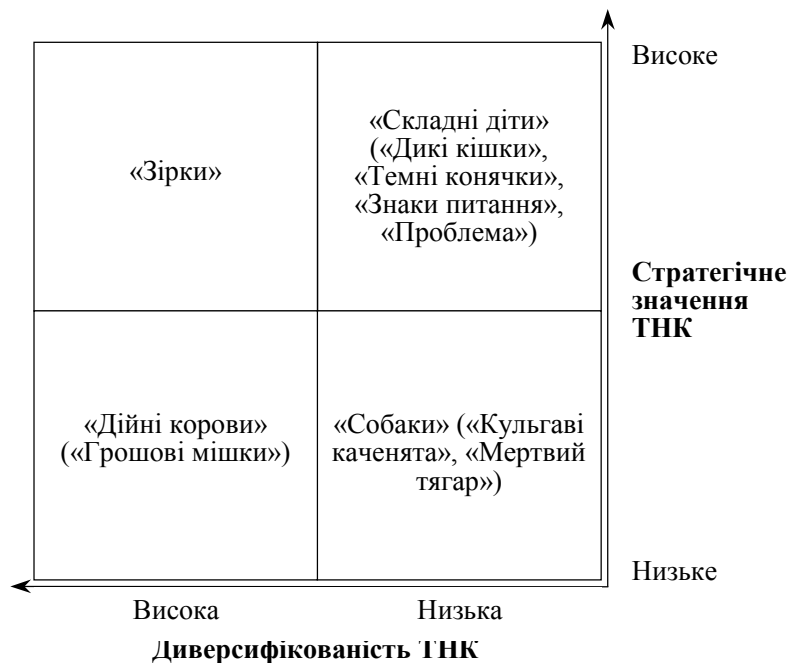 Високе
«Зірки»
«Складні діти»
(«Дикі кішки»,
«Темні конячки»,
«Знаки питання»,
«Проблема»)
Стратегічне
значення
ТНК
«Дійні корови»
(«Грошові мішки»)
«Собаки» («Кульгаві
каченята», «Мертвий
тягар»)
Низьке
Висока
Низька
Диверсифікованість ТНК